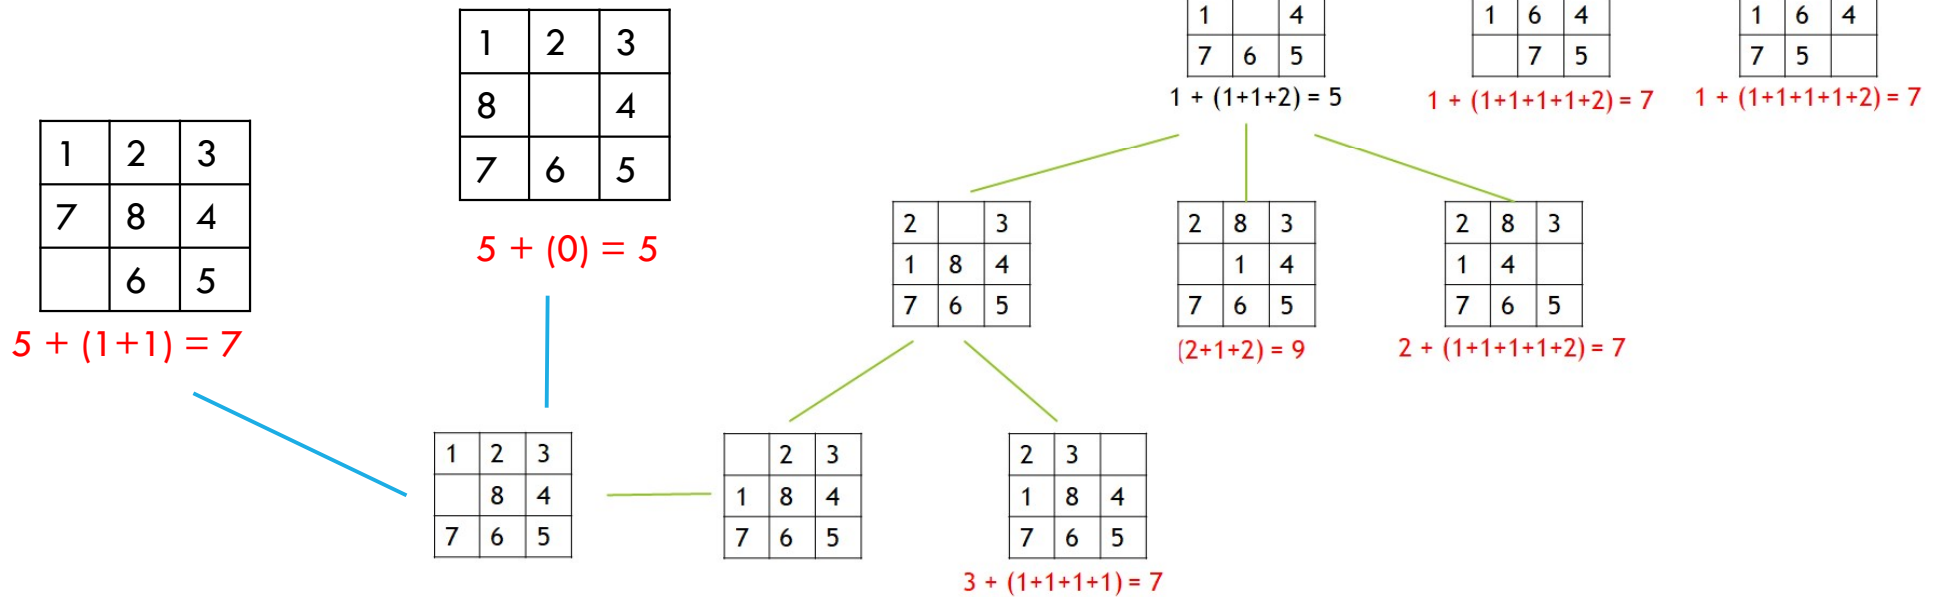 1 4
7 6 5
1 + (1+1+2) = 5
1 6 4
7 5
1 + (1+1+1+1+2) = 7
1 6 4
7 5
1 + (1+1+1+1+2) = 7
1 2 3
8 4
7 6 5
5 + (0) = 5
1 2 3
7 8 4
6 5
5 + (1+1) = 7
2 3
1 8 4
7 6 5
2 8 3
1 4
7 6 5
(2+1+2) = 9
2 8 3
1 4
7 6 5
2 + (1+1+1+1+2) = 7
1 2 3
8 4
7 6 5
2 3
1 8 4
7 6 5
2 3
1 8 4
7 6 5
3 + (1+1+1+1) = 7